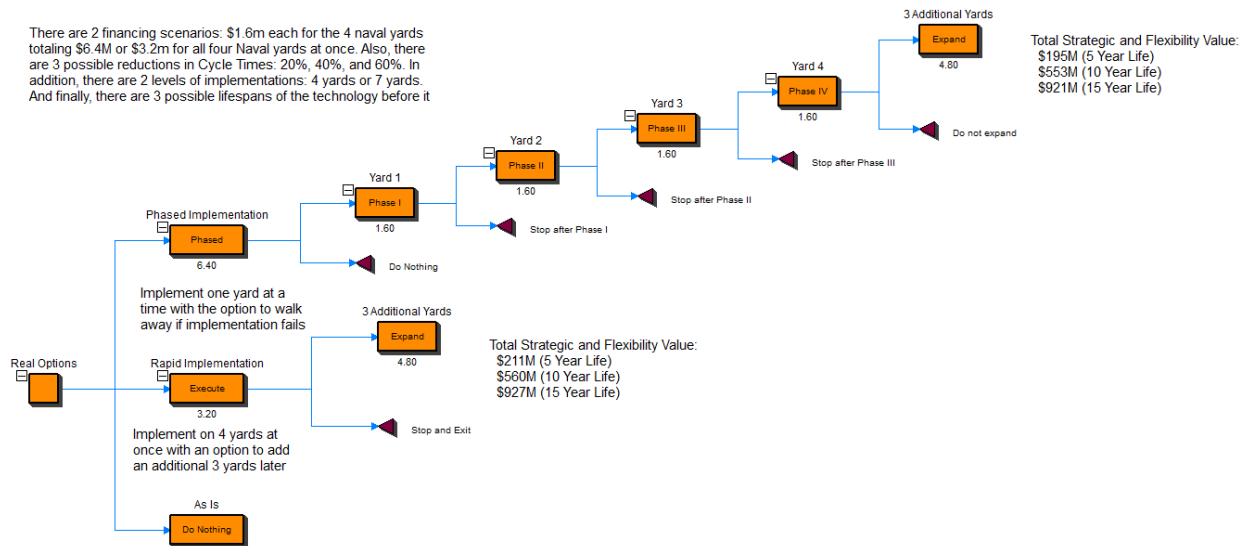 There are 2 financing scenarios: $1.6m each for the 4 naval yards
totaling $6.4M or $3.2m for all four Naval yards at once. Also, there
are 3 possible reductions in Cycle Times: 20%, 40%, and 60%. In
addition, there are 2 levels of implementations: 4 yards or 7 yards.
And finally, there are 3 possible lifespans of the technology before it
3 Additional Yards
Expand
4.80
Total Strategic and Flexibility Value:
$195M (5 Year Life)
$553M (10 Year Life)
$921M (15 Year Life)
Yard 4
Phase IV
1.60
Do not expand
Yard 3
Phase III
1.60
Stop after Phase III
Yard 2
Phase II
1.60
Stop after Phase II
Yard 1
Phase I
1.60
Stop after Phase I
Phased Implementation
Phased
6.40
Do Nothing
Implement one yard at a
time with the option to walk
away if implementation fails
3 Additional Yards
Expand
4.80
Total Strategic and Flexibility Value:
$211M (5 Year Life)
$560M (10 Year Life)
$927M (15 Year Life)
Real Options
Rapid Implementation
Execute
3.20
Stop and Exit
Implement on 4 yards at
once with an option to add
an additional 3 yards later
As Is
Do Nothing